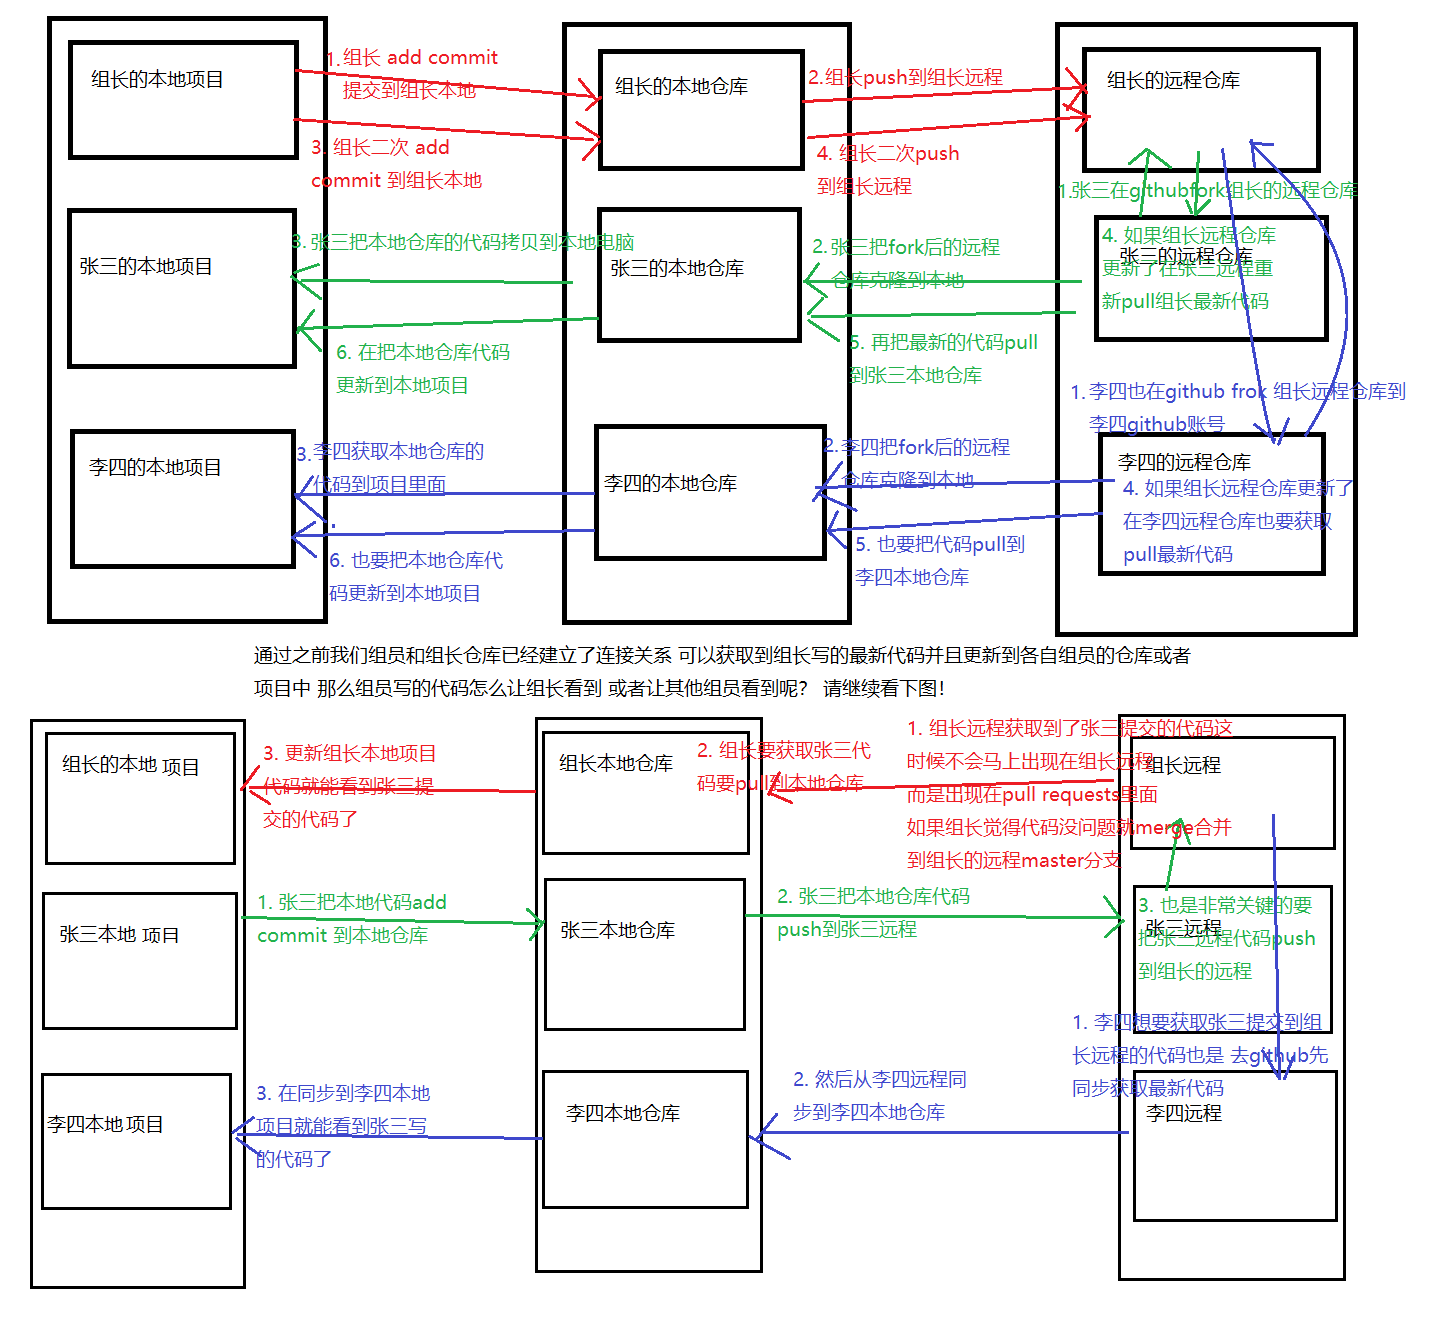 组长的本地项目
1. 组长 add commit
提交到组长本地
3. 组长二次 add
commit 到组长本地
组长的本地仓库
2.组长push到组长远程
4. 组长二次push
到组长远程
组长的远程仓库
1.张三在githubfork组长的远程仓库
张三的本地项目
3. 张三把本地仓库的代码拷贝到本地电脑
6. 在把本地仓库代码
更新到本地项目
张三的本地仓库
2. 张三把fork后的远程
仓库克隆到本地
5. 再把最新的代码pull
到张三本地仓库
张三的远程仓库
4. 如果组长远程仓库
更新了在张三远程重
新pull组长最新代码
1. 李四也在github frok 组长远程仓库到
李四github账号
李四的本地项目
3.李四获取本地仓库的
代码到项目里面
6. 也要把本地仓库代
码更新到本地项目
李四的本地仓库
2.李四把fork后的远程
仓库克隆到本地
5. 也要把代码pull到
李四本地仓库
李四的远程仓库
4. 如果组长远程仓库更新了
在李四远程仓库也要获取
pull最新代码
通过之前我们组员和组长仓库已经建立了连接关系 可以获取到组长写的最新代码并且更新到各自组员的仓库或者
项目中 那么组员写的代码怎么让组长看到 或者让其他组员看到呢？ 请继续看下图！
组长的本地 项目
3. 更新组长本地项目
代码就能看到张三提
交的代码了
组长本地仓库
2. 组长要获取张三代
码要pull到本地仓库
1. 组长远程获取到了张三提交的代码这
时候不会马上出现在组长远程
而是出现在pull requests里面
如果组长觉得代码没问题就merge合并
到组长的远程master分支
组长远程
张三本地 项目
1. 张三把本地代码add
commit 到本地仓库
张三本地仓库
2. 张三把本地仓库代码
push到张三远程
张三远程
3. 也是非常关键的要
把张三远程代码push
到组长的远程
1. 李四想要获取张三提交到组
长远程的代码也是 去github先
同步获取最新代码
李四本地 项目
3. 在同步到李四本地
项目就能看到张三写
的代码了
李四本地仓库
2. 然后从李四远程同
步到李四本地仓库
李四远程